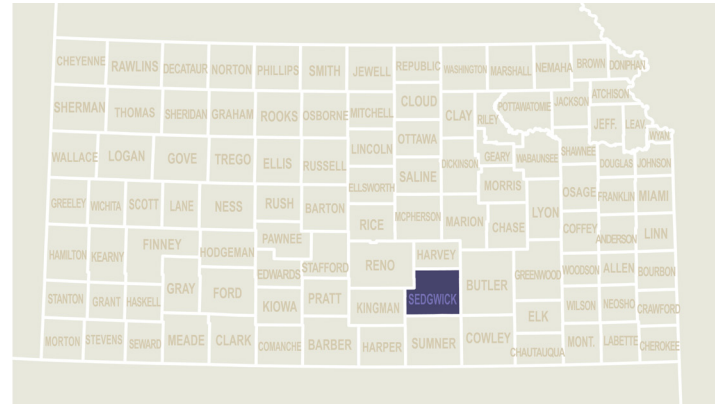 CHEYENNE RAWLINS DECATAUR NORTON PHILLIPS SMITH JEWELL REPUBLIC WASHINGTON MARSHALL NEMAHA BROWN DONIPHAN
SHERMAN THOMAS SHERIDAN GRAHAM ROOKS OSBORNE MITCHELL CLOUD CLAY RILEY POTTAWATOME JACKSON ATCHISON
JEFF. LEAV. WYAN.
WALLACE LOGAN GOVE TREGO ELLIS RUSSELL LINCOLN OTTAWA DICKINSON GEARY WABAUNSEE SHAWNEE DOUGLAS JOHNSON
ELLSWORTH SALINE MORRIS
GREELEY WICHITA SCOTT LANE NESS RUSH BARTON RICE MCPHERSON MARION CHASE LYON OSAGE FRANKLIN MIAMI
COFFEY ANDERSON LINN
HAMILTON KEARNY FINNEY HODGEMAN PAWNEE STAFFORD RENO HARVEY BUTLER GREENWOOD WOODSON ALLEN BOURBON
EDWARDS
STANTON GRANT HASKELL GRAY FORD KIOWA PRATT KINGMAN SEDGWICK ELK WILSON NEOSHO CRAWFORD
MORTON STEVENS SEWARD MEADE CLARK COMANCHE BARBER HARPER SUMNER COWLEY CHAUTAUQUA MONT. LABETTE CHEROKEE